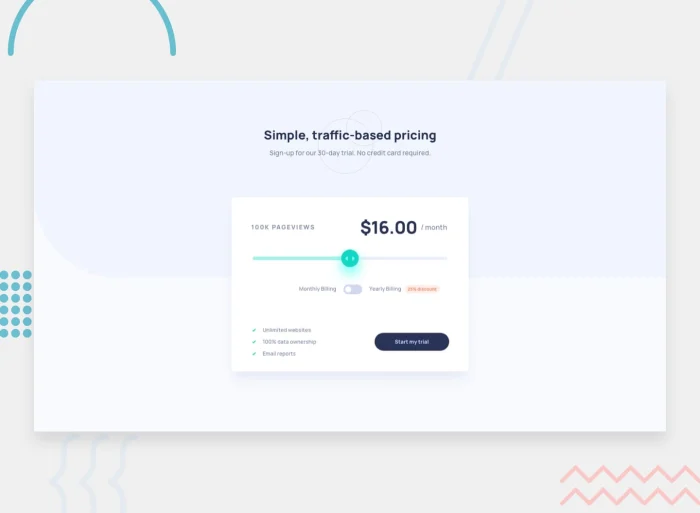 Simple, traffic-based pricing
Sign-up for our 30-day trial. No credit card required.
100K PAGEVIEWS
$16.00 / month
Monthly Billing
Yearly Billing
25% discount
Unlimited websites
100% data ownership
Email reports
Start my trial